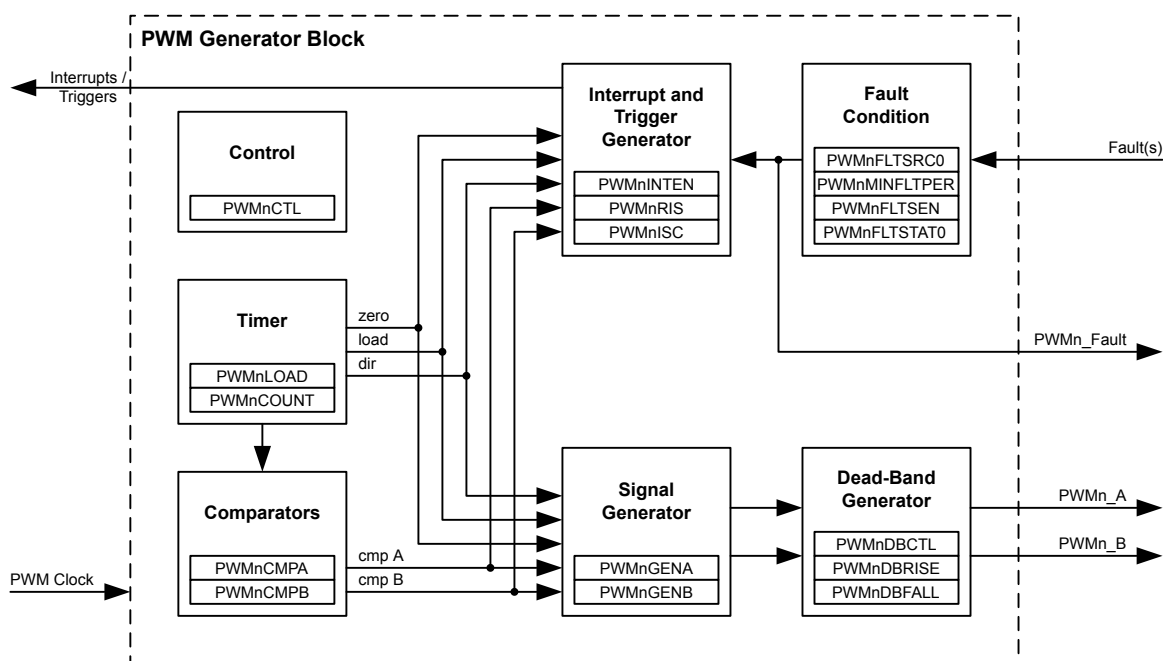 PWM Generator Block
Interrupts /
Triggers
Control
PWMnCTL
Interrupt and
Trigger
Generator
PWMnINTEN
PWMnRIS
PWMnISC
Fault
Condition
PWMnFLTSRC0
PWMnMINFLTPER
PWMnFLTSEN
PWMnFLTSTAT0
Fault(s)
Timer
PWMnLOAD
PWMnCOUNT
zero
load
dir
PWMn_Fault
Comparators
PWMnCMPA
PWMnCMPB
cmp A
cmp B
Signal
Generator
PWMnGENA
PWMnGENB
Dead-Band
Generator
PWMnDBCTL
PWMnDBRISE
PWMnDBFALL
PWMn_A
PWMn_B
PWM Clock